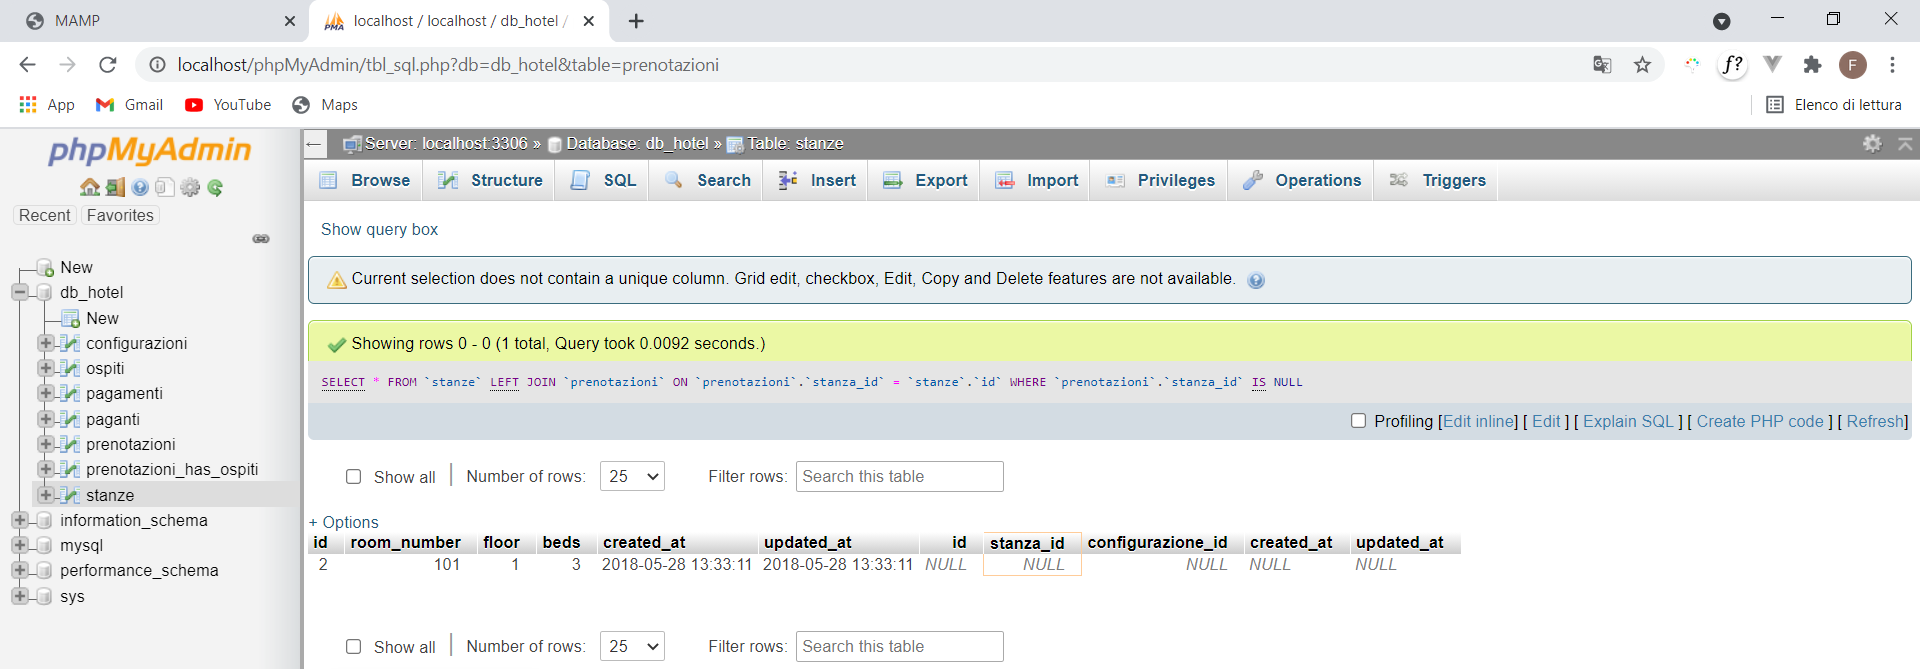 MAMP
localhost / localhost / db_hotel /
localhost/phpMyAdmin/tbl_sql.php?db=db_hotel&table=prenotazioni
f?
F
App Gmail YouTube Maps Elenco di lettura
phpMyAdmin
Recent Favorites
New
db_hotel
New
configurazioni
ospiti
pagamenti
paganti
prenotazioni
prenotazioni_has_ospiti
stanze
information_schema
mysql
performance_schema
sys
Server: localhost:3306 » Database: db_hotel » Table: stanze
Browse Structure SQL Search Insert Export Import Privileges Operations Triggers
Show query box
Current selection does not contain a unique column. Grid edit, checkbox, Edit, Copy and Delete features are not available.
Showing rows 0 - 0 (1 total, Query took 0.0092 seconds.)
SELECT * FROM `stanze` LEFT JOIN `prenotazioni` ON `prenotazioni`.`stanza_id` = `stanze`.`id` WHERE `prenotazioni`.`stanza_id` IS NULL
Profiling [Edit inline] [ Edit ] [ Explain SQL ] [ Create PHP code ] [ Refresh]
Show all | Number of rows: 25 Filter rows: Search this table
+ Options
id room_number floor beds created_at updated_at id stanza_id configurazione_id created_at updated_at
2 101 1 3 2018-05-28 13:33:11 2018-05-28 13:33:11 NULL NULL NULL NULL NULL
Show all | Number of rows: 25 Filter rows: Search this table